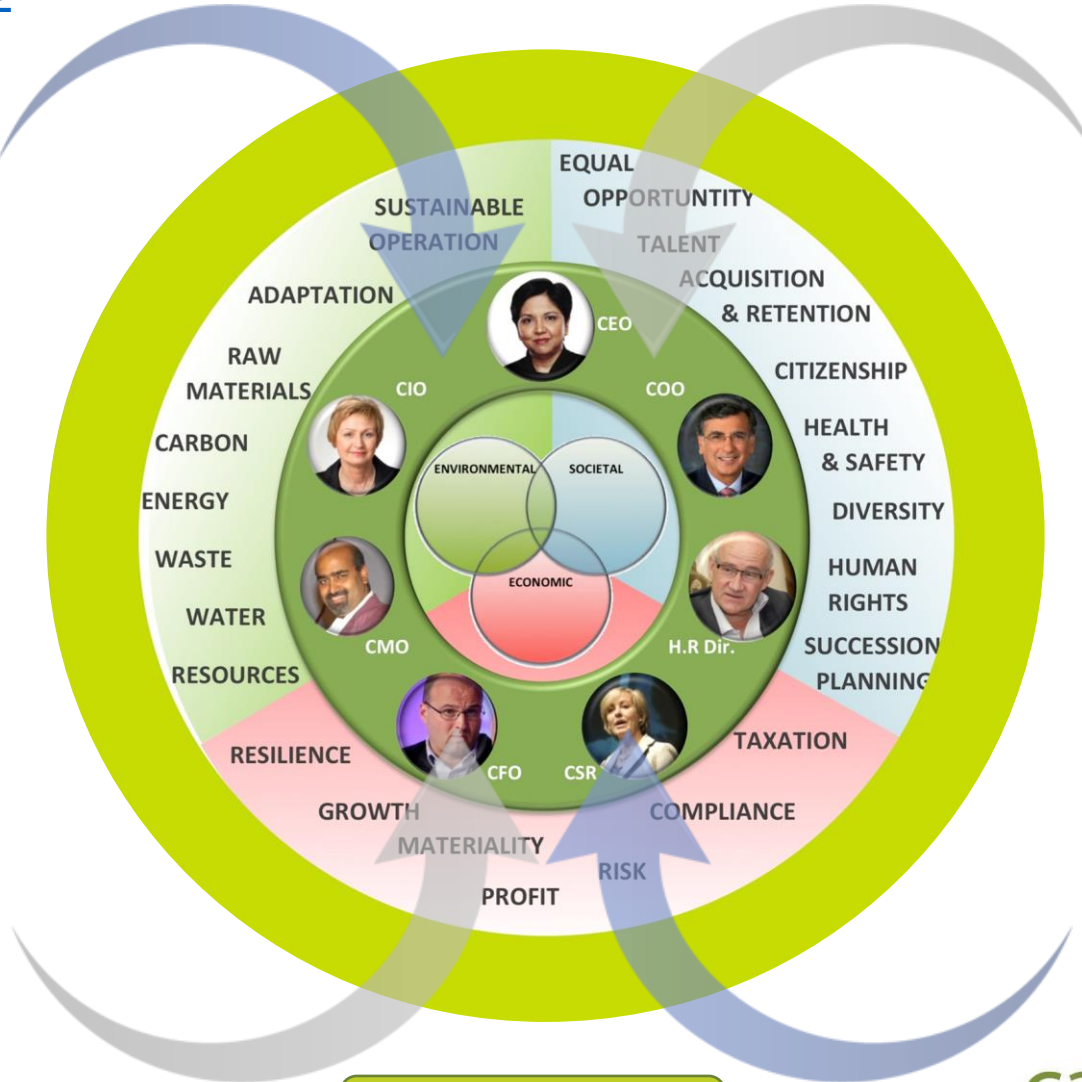 EQUAL
OPPORTUNTITY
TALENT
ACQUISITION
& RETENTION
CITIZENSHIP
HEALTH
& SAFETY
DIVERSITY
HUMAN
RIGHTS
SUCCESSION
PLANNING
TAXATION
COMPLIANCE
RISK
PROFIT
MATERIALITY
GROWTH
RESILIENCE
SUSTAINABLE
OPERATION
ADAPTATION
RAW
MATERIALS
CARBON
ENERGY
WASTE
WATER
RESOURCES
CEO
CIO
COO
CMO
H.R Dir.
CFO
CSR
ENVIRONMENTAL
SOCIETAL
ECONOMIC